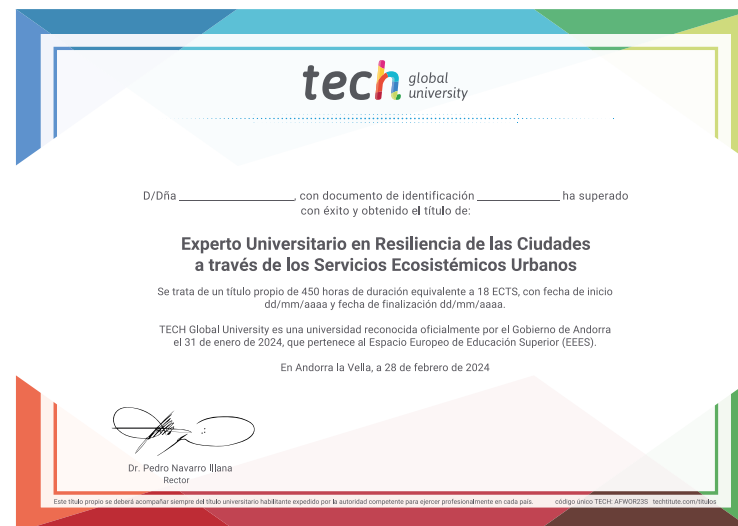 tech global university
D/Dña ________________, con documento de identificación ____________ ha superado
con éxito y obtenido el título de:
Experto Universitario en Resiliencia de las Ciudades
a través de los Servicios Ecosistémicos Urbanos
Se trata de un título propio de 450 horas de duración equivalente a 18 ECTS, con fecha de inicio
dd/mm/aaaa y fecha de finalización dd/mm/aaaa.
TECH Global University es una universidad reconocida oficialmente por el Gobierno de Andorra
el 31 de enero de 2024, que pertenece al Espacio Europeo de Educación Superior (EEES).
En Andorra la Vella, a 28 de febrero de 2024
Dr. Pedro Navarro Illana
Rector
Este título propio se deberá acompañar siempre del título universitario habilitante expedido por la autoridad competente para ejercer profesionalmente en cada país. código único TECH: AFWOR23S techtitute.com/titulos